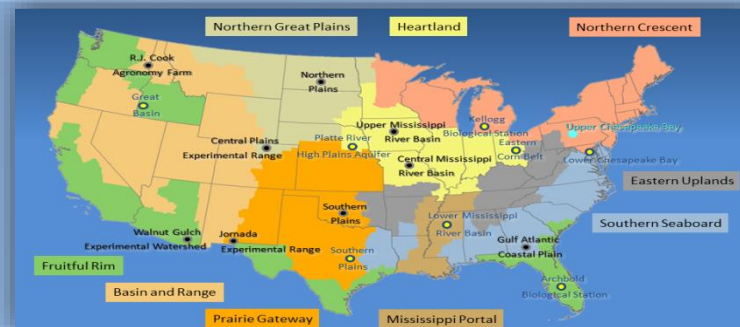 Northern Great Plains
Heartland
Northern Crescent
R.J. Cook
Agronomy Farm
Northern
Plains
Great
Basin
Kellogg
Biological Station
Upper Chesapeake Bay
Platte River
High Plains Aquifer
Upper Mississippi
River Basin
Eastern
Corn Belt
Central Plains
Experimental Range
Central Mississippi
River Basin
Lower Chesapeake Bay
Eastern Uplands
Southern
Plains
Lower Mississippi
River Basin
Southern Seaboard
Walnut Gulch
Experimental Watershed
Jornada
Experimental Range
Southern
Plains
Gulf Atlantic
Coastal Plain
Fruitful Rim
Archbold
Biological Station
Basin and Range
Prairie Gateway
Mississippi Portal